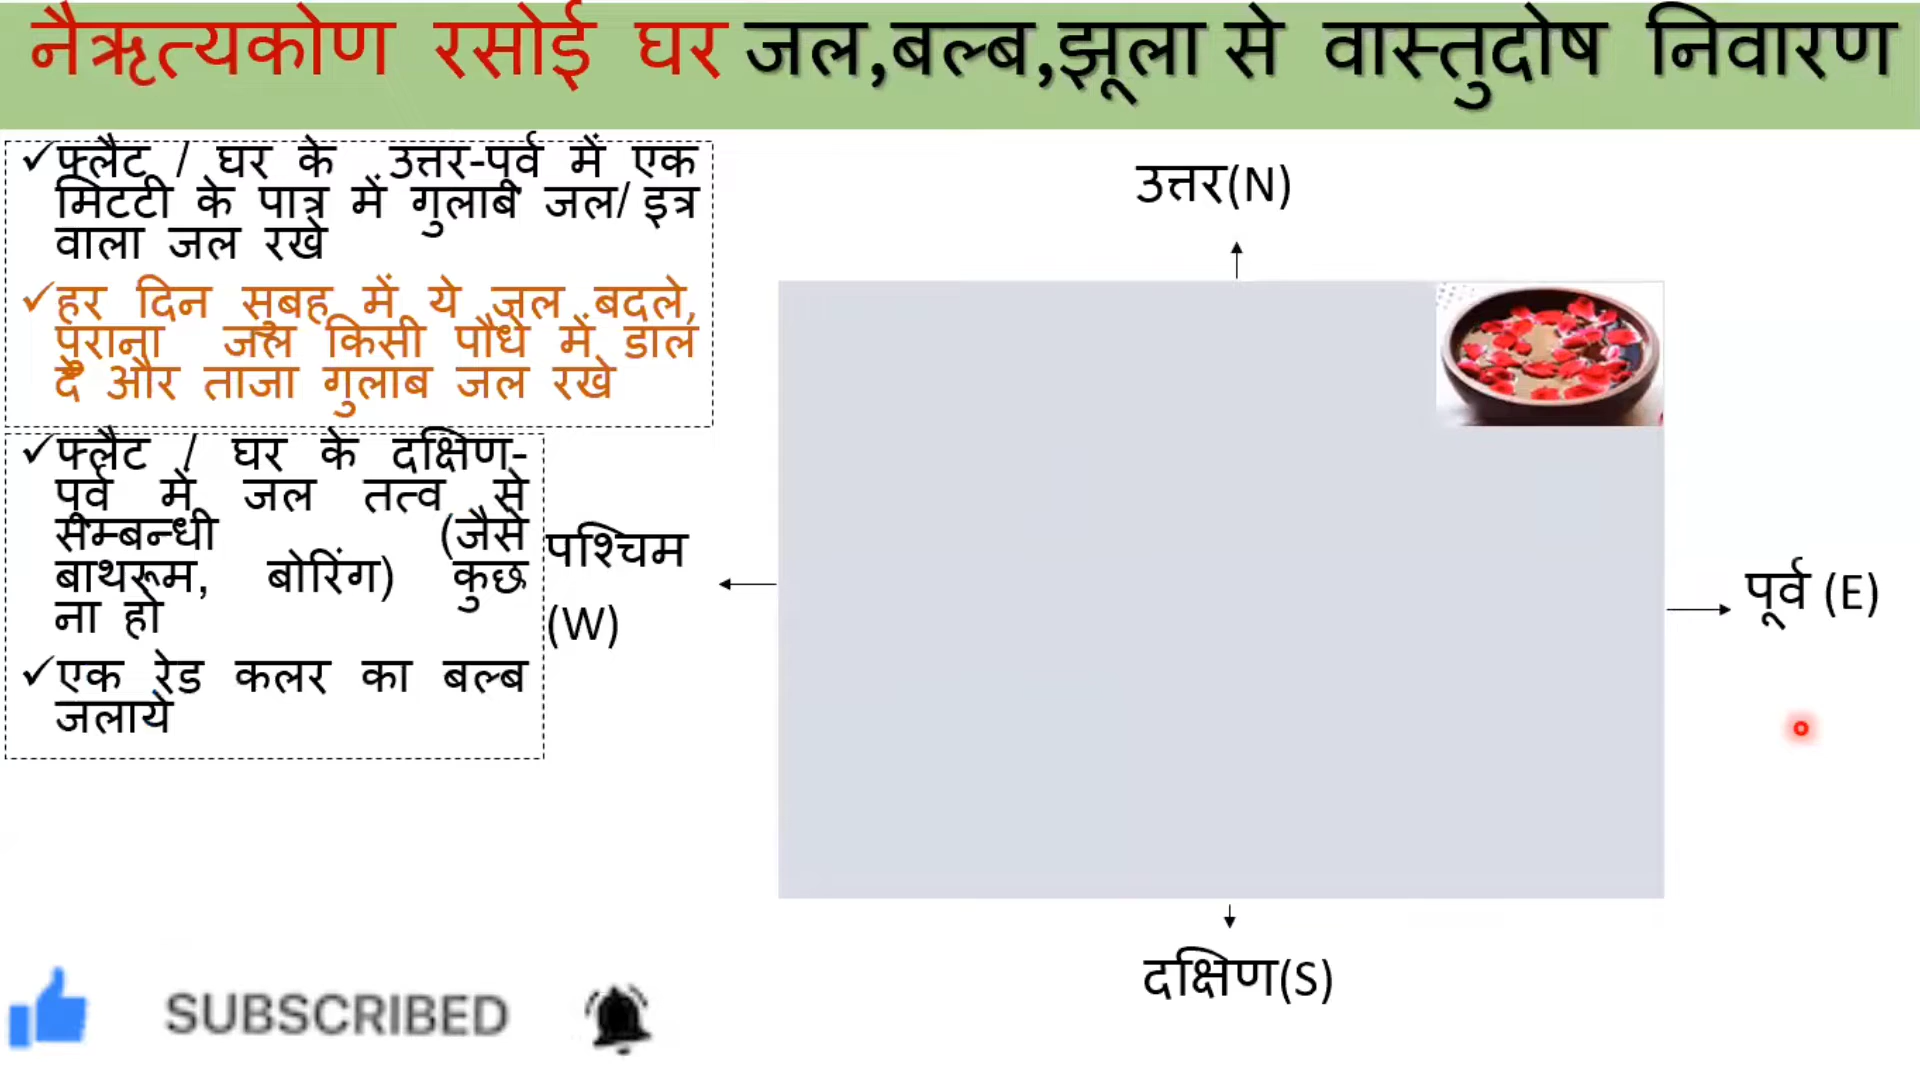 नैऋत्यकोण रसोई घर जल,बल्ब,झूला से वास्तुदोष निवारण
✓फ्लैट / घर के उत्तर-पूर्व में एक
मिटटी के पात्र में गुलाब जल/ इत्र
वाला जल रखे
✓हर दिन सुबह में ये जल बदले,
पुराना जल किसी पौधे में डाल
दे और ताजा गुलाब जल रखे
✓फ्लैट / घर के दक्षिण-
पूर्व में जल तत्व से
सम्बन्धी (जैसे
बाथरूम, बोरिंग) कुछ
ना हो
✓एक रेड कलर का बल्ब
जलाये
उत्तर(N)
पश्चिम
(W)
पूर्व (E)
दक्षिण(S)
SUBSCRIBED